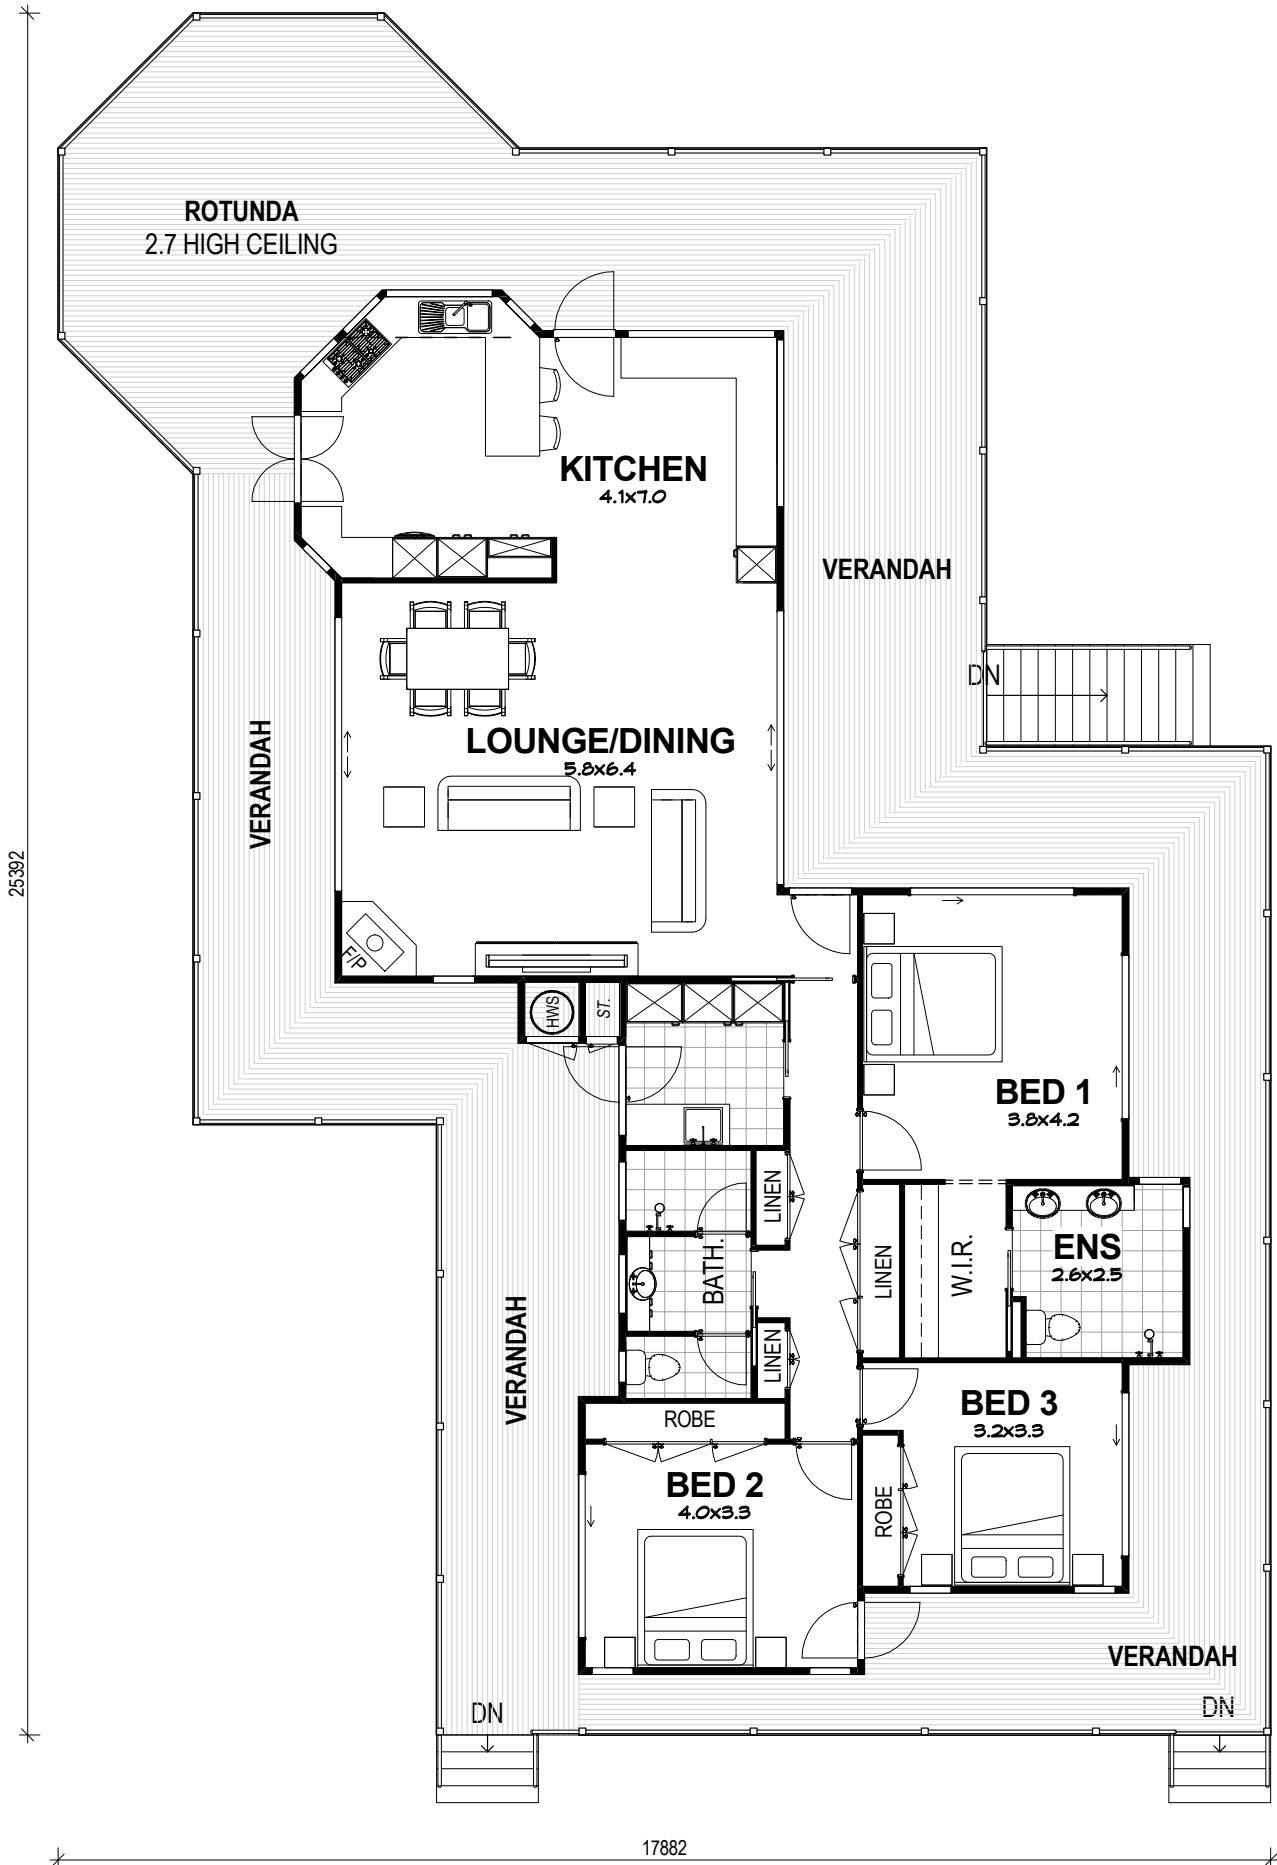 ROTUNDA
2.7 HIGH CEILING
KITCHEN
4.1x7.0
VERANDAH
DN
LOUNGE/DINING
5.8x6.4
VERANDAH
25392
F/P
HWS
ST.
BED 1
3.8x4.2
LINEN
BATH.
LINEN
W.I.R.
ENS
2.6x2.5
VERANDAH
LINEN
ROBE
BED 3
3.2x3.3
BED 2
4.0x3.3
ROBE
VERANDAH
DN
DN
17882